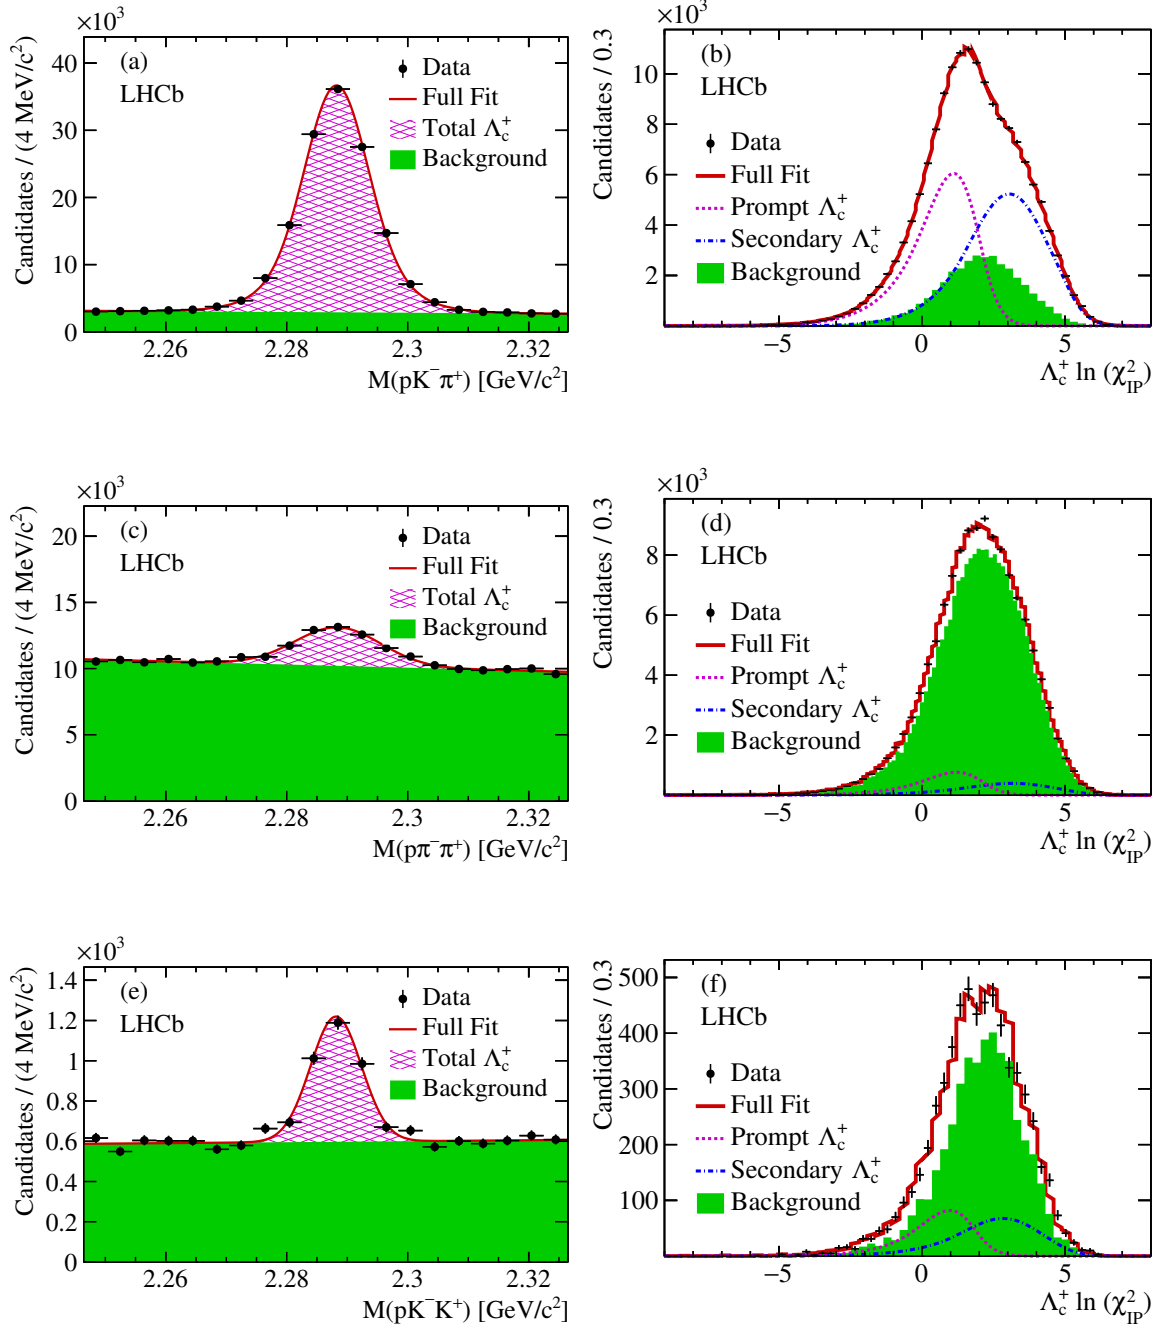 ×10³
Candidates / (4 MeV/c²)
40
30
20
10
0
(a)
LHCb
Data
Full Fit
Total Λc⁺
Background
2.26 2.28 2.3 2.32
M(pK⁻π⁺) [GeV/c²]
×10³
Candidates / 0.3
10
8
6
4
2
(b)
LHCb
Data
Full Fit
Prompt Λc⁺
Secondary Λc⁺
Background
−5 0 5
Λc⁺ ln (χ²IP)
×10³
Candidates / (4 MeV/c²)
20
15
10
5
0
(c)
LHCb
Data
Full Fit
Total Λc⁺
Background
2.26 2.28 2.3 2.32
M(pπ⁻π⁺) [GeV/c²]
×10³
Candidates / 0.3
8
6
4
2
(d)
LHCb
Data
Full Fit
Prompt Λc⁺
Secondary Λc⁺
Background
−5 0 5
Λc⁺ ln (χ²IP)
×10³
Candidates / (4 MeV/c²)
1.4
1.2
1
0.8
0.6
0.4
0.2
0
(e)
LHCb
Data
Full Fit
Total Λc⁺
Background
2.26 2.28 2.3 2.32
M(pK⁻K⁺) [GeV/c²]
Candidates / 0.3
500
400
300
200
100
(f)
LHCb
Data
Full Fit
Prompt Λc⁺
Secondary Λc⁺
Background
−5 0 5
Λc⁺ ln (χ²IP)